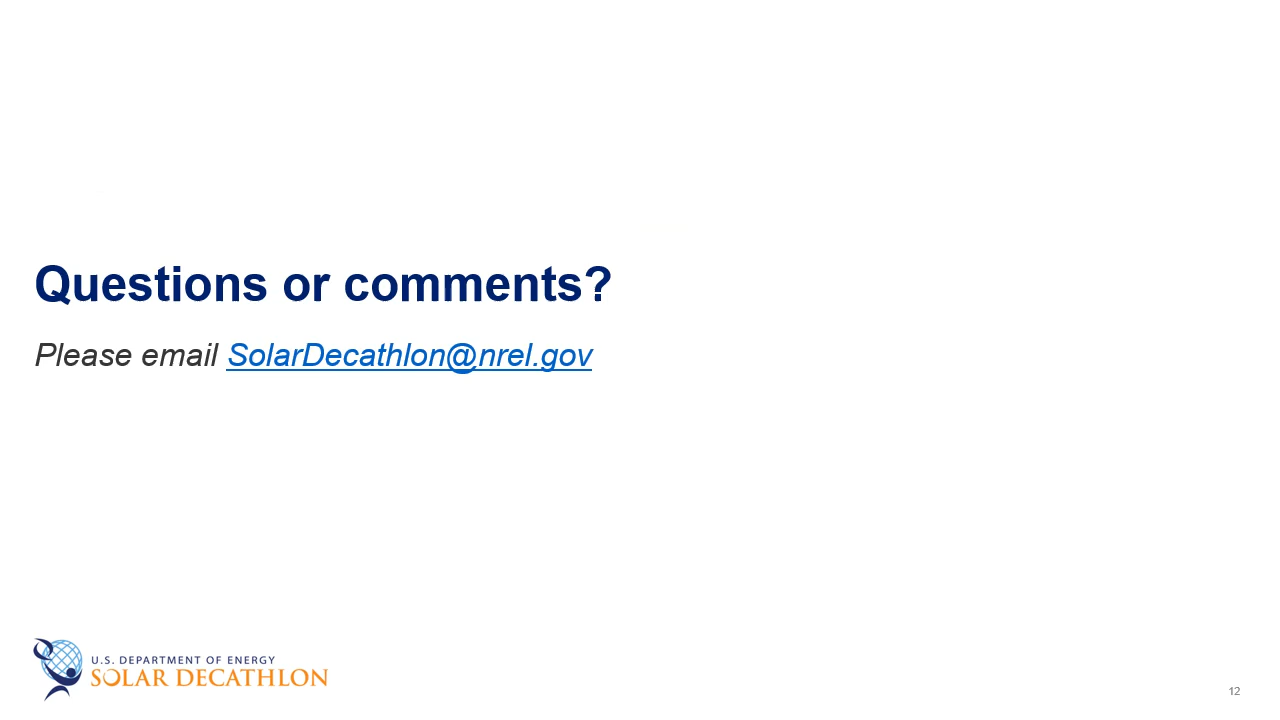 Questions or comments?
Please email SolarDecathlon@nrel.gov
U.S. DEPARTMENT OF ENERGY
SOLAR DECATHLON
12